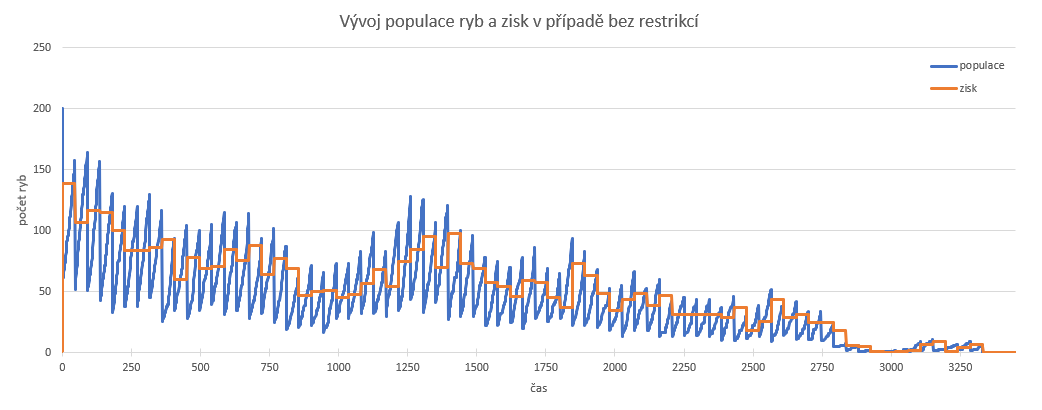 Vývoj populace ryb a zisk v případě bez restrikcí
250
200
150
100
50
0
počet ryb
populace
zisk
0 250 500 750 1000 1250 1500 1750 2000 2250 2500 2750 3000 3250
čas